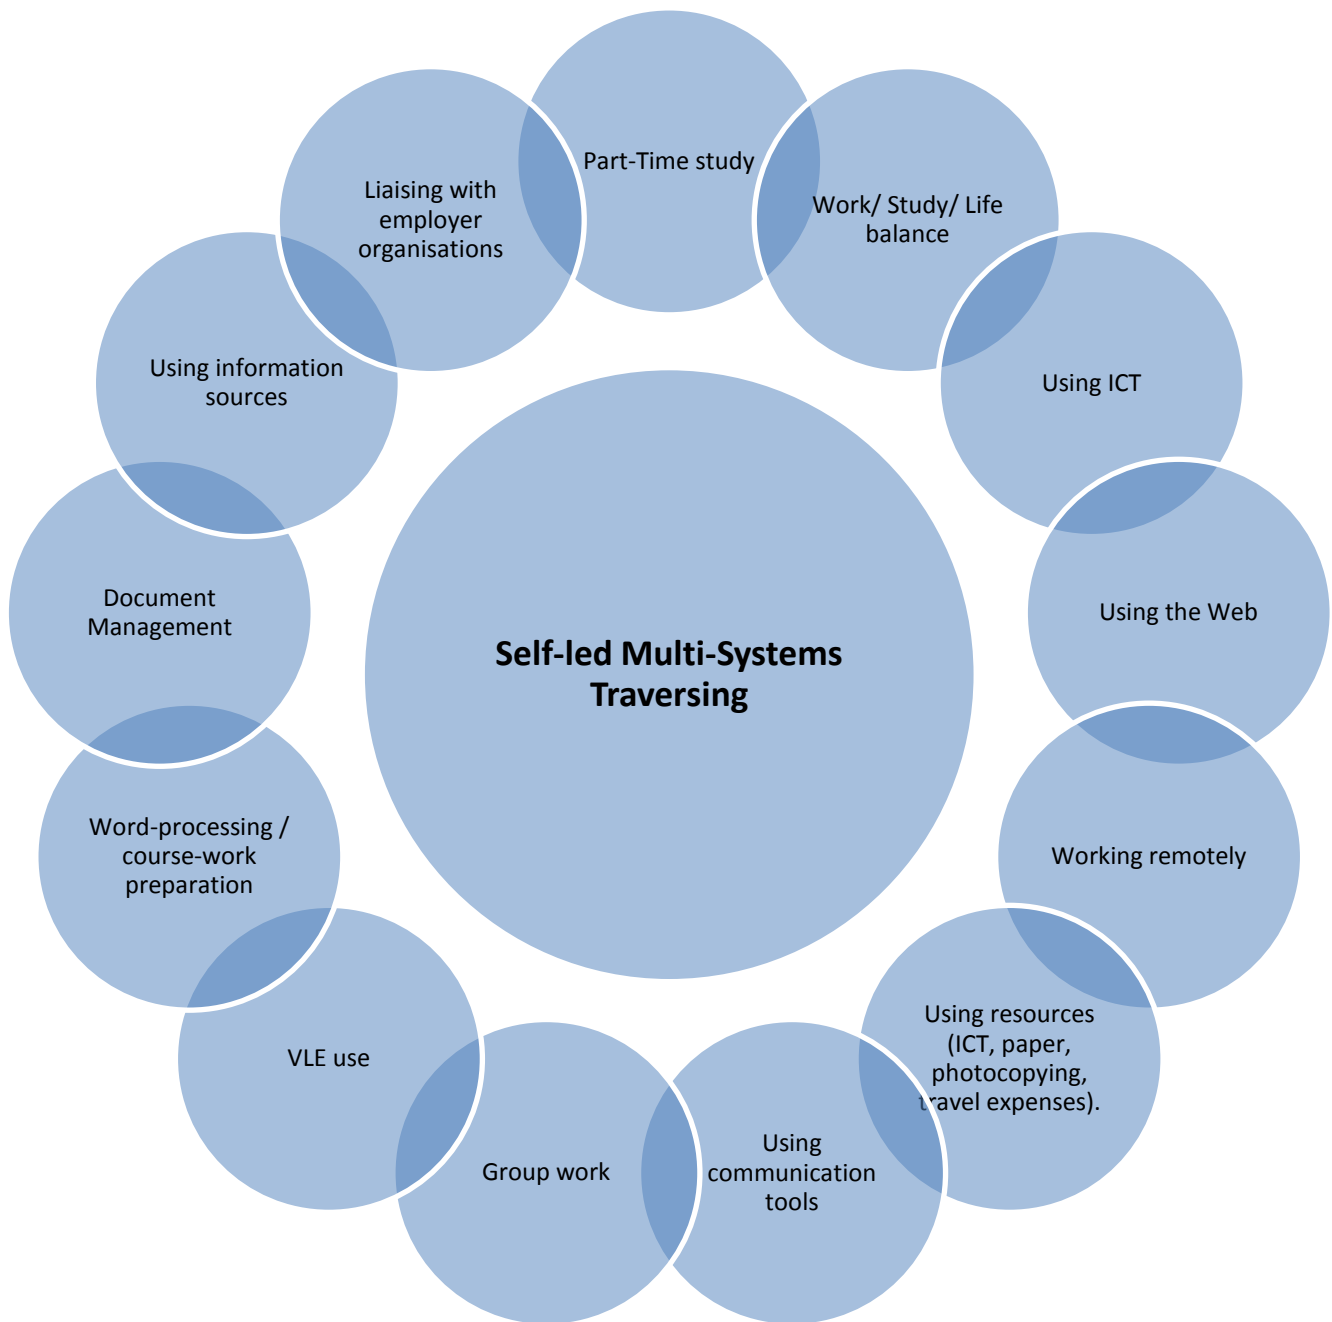 Part-Time study
Work/ Study/ Life
balance
Using ICT
Using the Web
Working remotely
Using resources
(ICT, paper,
photocopying,
travel expenses).
Using
communication
tools
Group work
VLE use
Word-processing /
course-work
preparation
Document
Management
Using information
sources
Liaising with
employer
organisations
Self-led Multi-Systems
Traversing